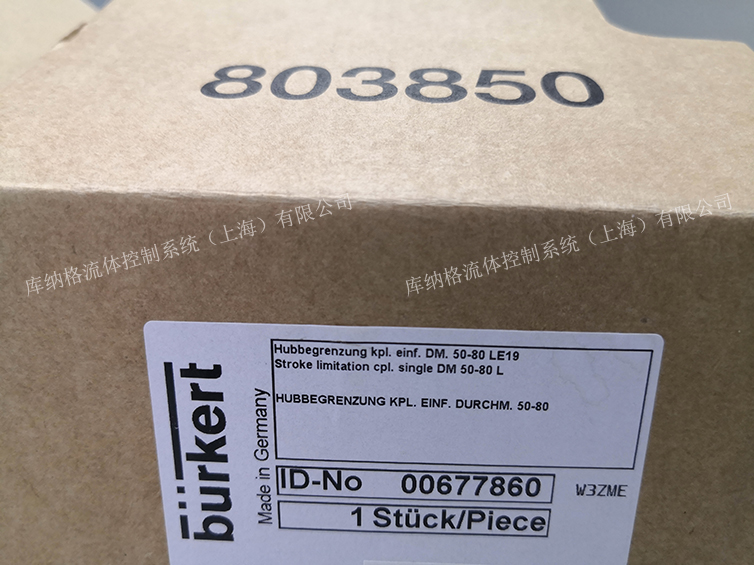 803850
库纳格流体控制系统（上海）有限公司
库纳格流体控制系统（上海）有限公司
bürkert
Made in Germany
Hubbegrenzung kpl. einf. DM. 50-80 LE19
Stroke limitation cpl. single DM 50-80 L
HUBBEGRENZUNG KPL. EINF. DURCHM. 50-80
ID-No 00677860
W3ZME
1 Stück/Piece